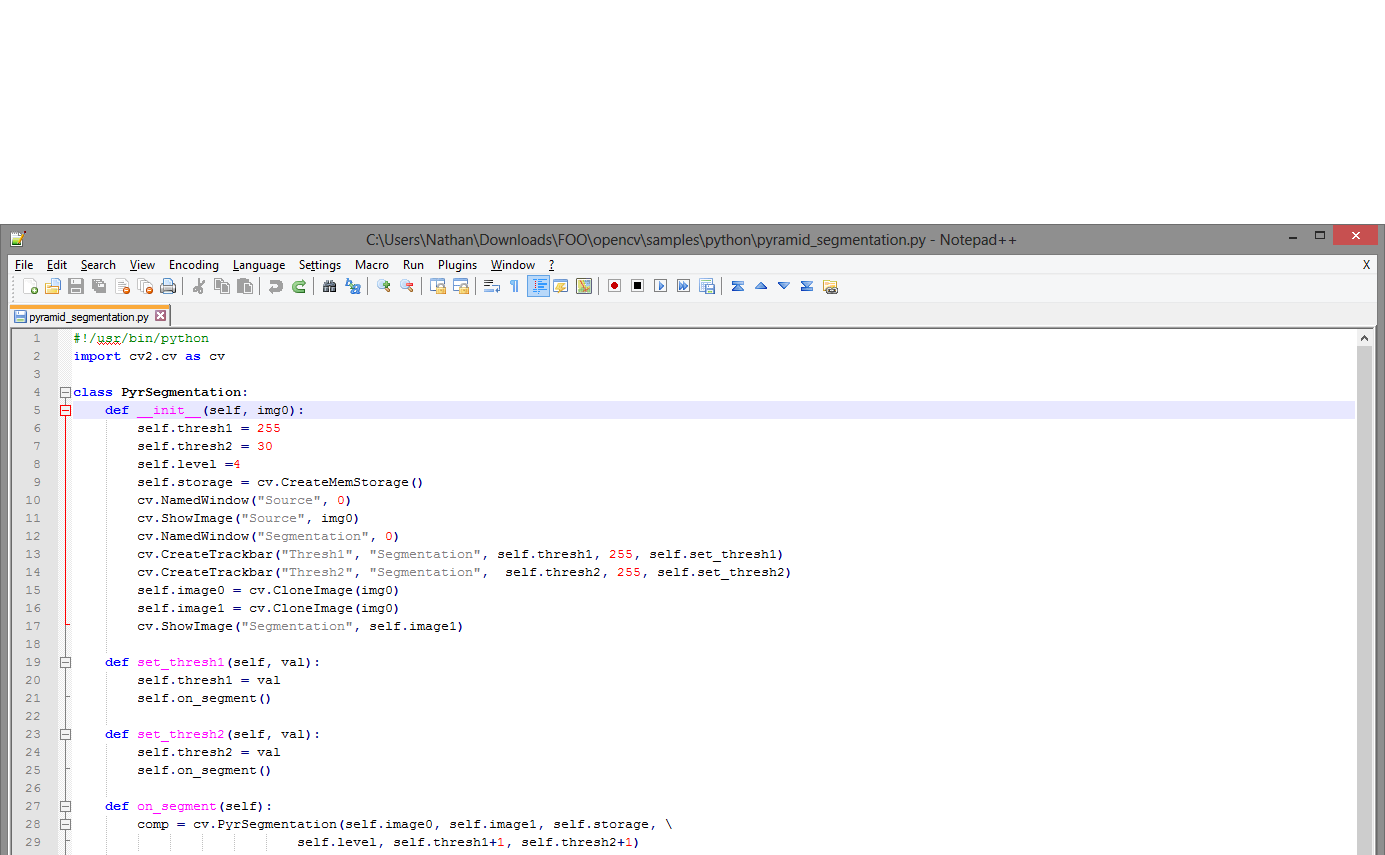 C:\Users\Nathan\Downloads\FOO\opencv\samples\python\pyramid_segmentation.py - Notepad++
File Edit Search View Encoding Language Settings Macro Run Plugins Window ? X
pyramid_segmentation.py
1 #!/usr/bin/python
2 import cv2.cv as cv
3
4 class PyrSegmentation:
5     def __init__(self, img0):
6         self.thresh1 = 255
7         self.thresh2 = 30
8         self.level =4
9         self.storage = cv.CreateMemStorage()
10         cv.NamedWindow("Source", 0)
11         cv.ShowImage("Source", img0)
12         cv.NamedWindow("Segmentation", 0)
13         cv.CreateTrackbar("Thresh1", "Segmentation", self.thresh1, 255, self.set_thresh1)
14         cv.CreateTrackbar("Thresh2", "Segmentation",  self.thresh2, 255, self.set_thresh2)
15         self.image0 = cv.CloneImage(img0)
16         self.image1 = cv.CloneImage(img0)
17         cv.ShowImage("Segmentation", self.image1)
18
19     def set_thresh1(self, val):
20         self.thresh1 = val
21         self.on_segment()
22
23     def set_thresh2(self, val):
24         self.thresh2 = val
25         self.on_segment()
26
27     def on_segment(self):
28         comp = cv.PyrSegmentation(self.image0, self.image1, self.storage, \
29                             self.level, self.thresh1+1, self.thresh2+1)